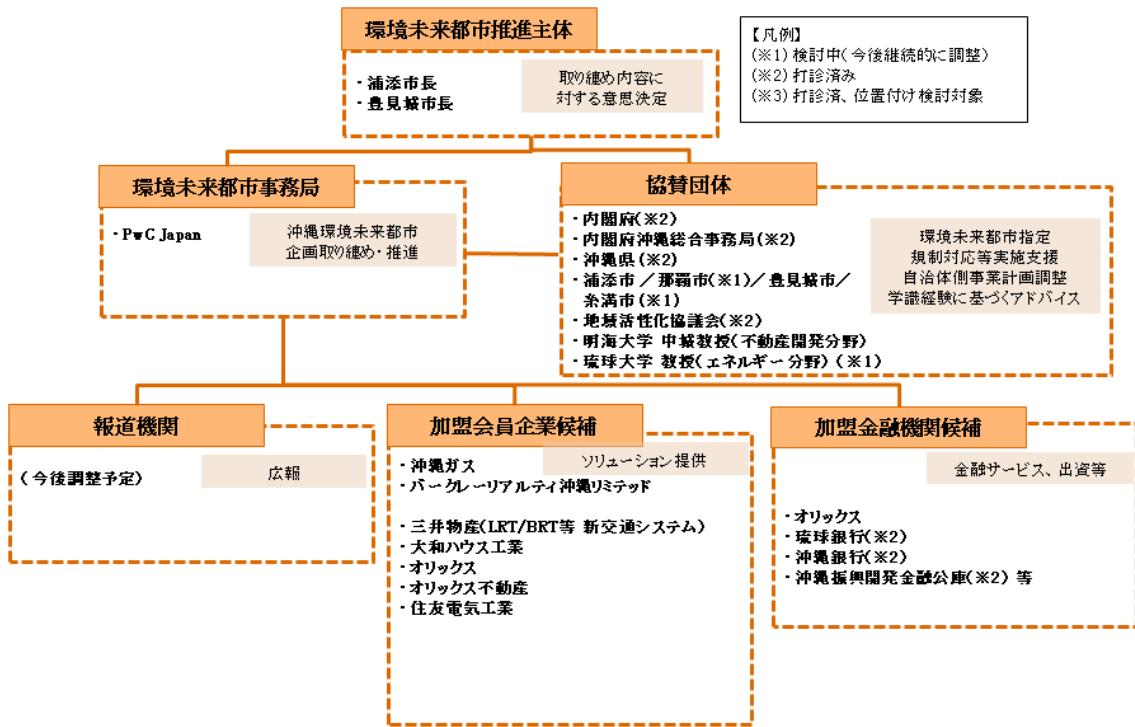 環境未来都市推進主体
・浦添市長
・豊見城市長
取り纏め内容に
対する意思決定
【凡例】
(※1) 検討中(今後継続的に調整)
(※2) 打診済み
(※3) 打診済、位置付け検討対象
環境未来都市事務局
・PwC Japan
沖縄環境未来都市
企画取り纏め・推進
協賛団体
・内閣府(※2)
・内閣府沖縄総合事務局(※2)
・沖縄県(※2)
・浦添市／那覇市(※1)／豊見城市／
糸満市(※1)
・地域活性化協議会(※2)
・明海大学 中城教授(不動産開発分野)
・琉球大学 教授(エネルギー分野) (※1)
環境未来都市指定
規制対応等実施支援
自治体側事業計画調整
学識経験に基づくアドバイス
報道機関
(今後調整予定)
広報
加盟会員企業候補
ソリューション提供
・沖縄ガス
・バークレーリアルティ沖縄リミテッド
・三井物産(LRT/BRT等 新交通システム)
・大和ハウス工業
・オリックス
・オリックス不動産
・住友電気工業
加盟金融機関候補
金融サービス、出資等
・オリックス
・琉球銀行(※2)
・沖縄銀行(※2)
・沖縄振興開発金融公庫(※2) 等